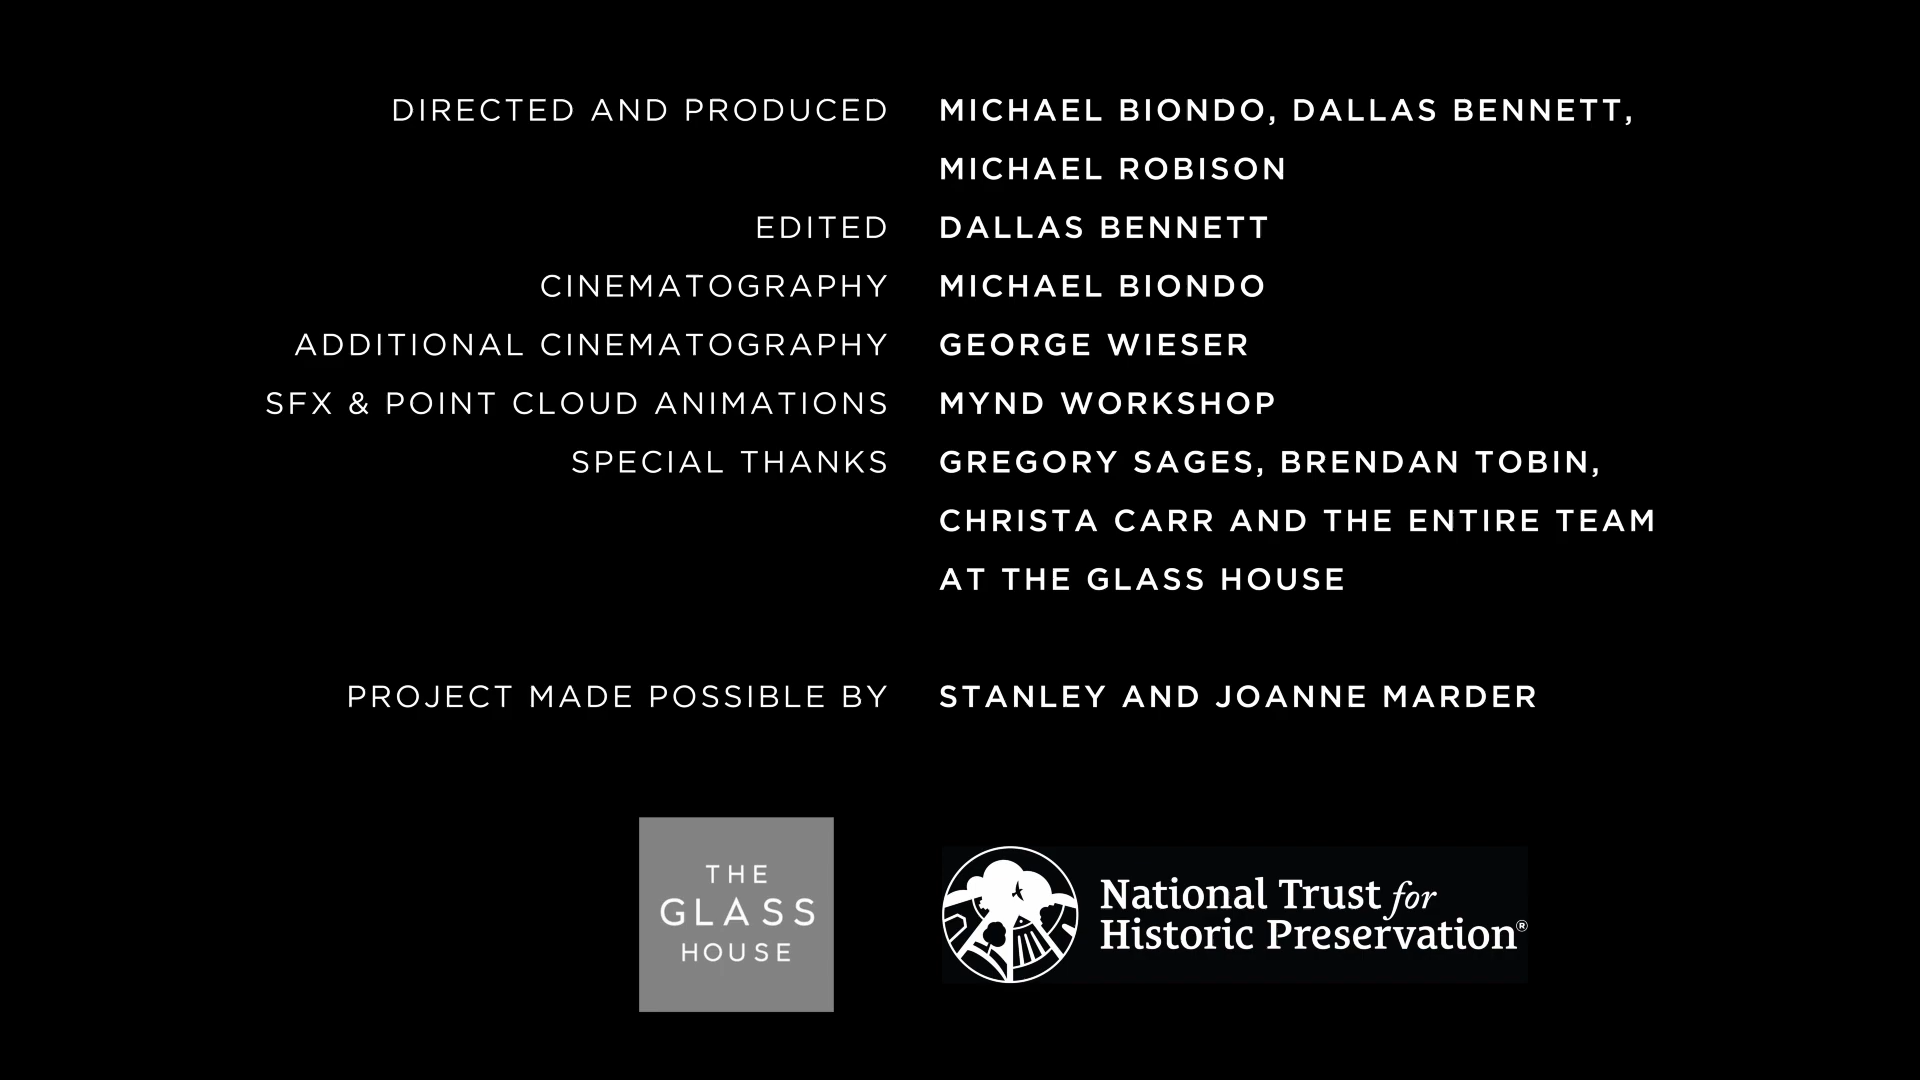 DIRECTED AND PRODUCED MICHAEL BIONDO, DALLAS BENNETT,
MICHAEL ROBISON
EDITED DALLAS BENNETT
CINEMATOGRAPHY MICHAEL BIONDO
ADDITIONAL CINEMATOGRAPHY GEORGE WIESER
SFX & POINT CLOUD ANIMATIONS MYND WORKSHOP
SPECIAL THANKS GREGORY SAGES, BRENDAN TOBIN,
CHRISTA CARR AND THE ENTIRE TEAM
AT THE GLASS HOUSE
PROJECT MADE POSSIBLE BY STANLEY AND JOANNE MARDER
THE
GLASS
HOUSE
National Trust for
Historic Preservation®